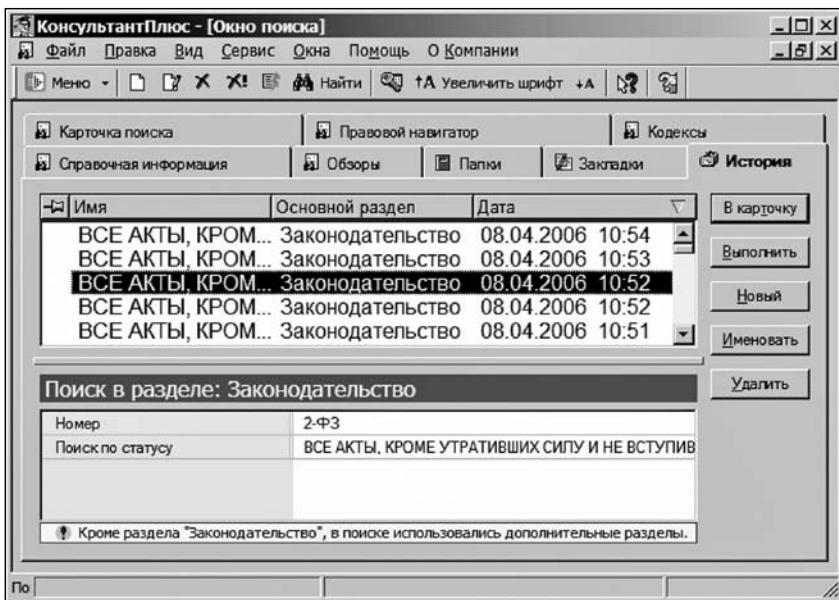 КонсультантПлюс - [Окно поиска]
Файл Правка Вид Сервис Окна Помощь О Компании
Меню Найти ↑А Увеличить шрифт ↓А
Карточка поиска Правовой навигатор Кодексы
Справочная информация Обзоры Папки Закладки История
Имя Основной раздел Дата
ВСЕ АКТЫ, КРОМ... Законодательство 08.04.2006 10:54
ВСЕ АКТЫ, КРОМ... Законодательство 08.04.2006 10:53
ВСЕ АКТЫ, КРОМ... Законодательство 08.04.2006 10:52
ВСЕ АКТЫ, КРОМ... Законодательство 08.04.2006 10:52
ВСЕ АКТЫ, КРОМ... Законодательство 08.04.2006 10:51
В карточку
Выполнить
Новый
Именовать
Удалить
Поиск в разделе: Законодательство
Номер 2-ФЗ
Поиск по статусу ВСЕ АКТЫ, КРОМЕ УТРАТИВШИХ СИЛУ И НЕ ВСТУПИВ
Кроме раздела "Законодательство", в поиске использовались дополнительные разделы.
По